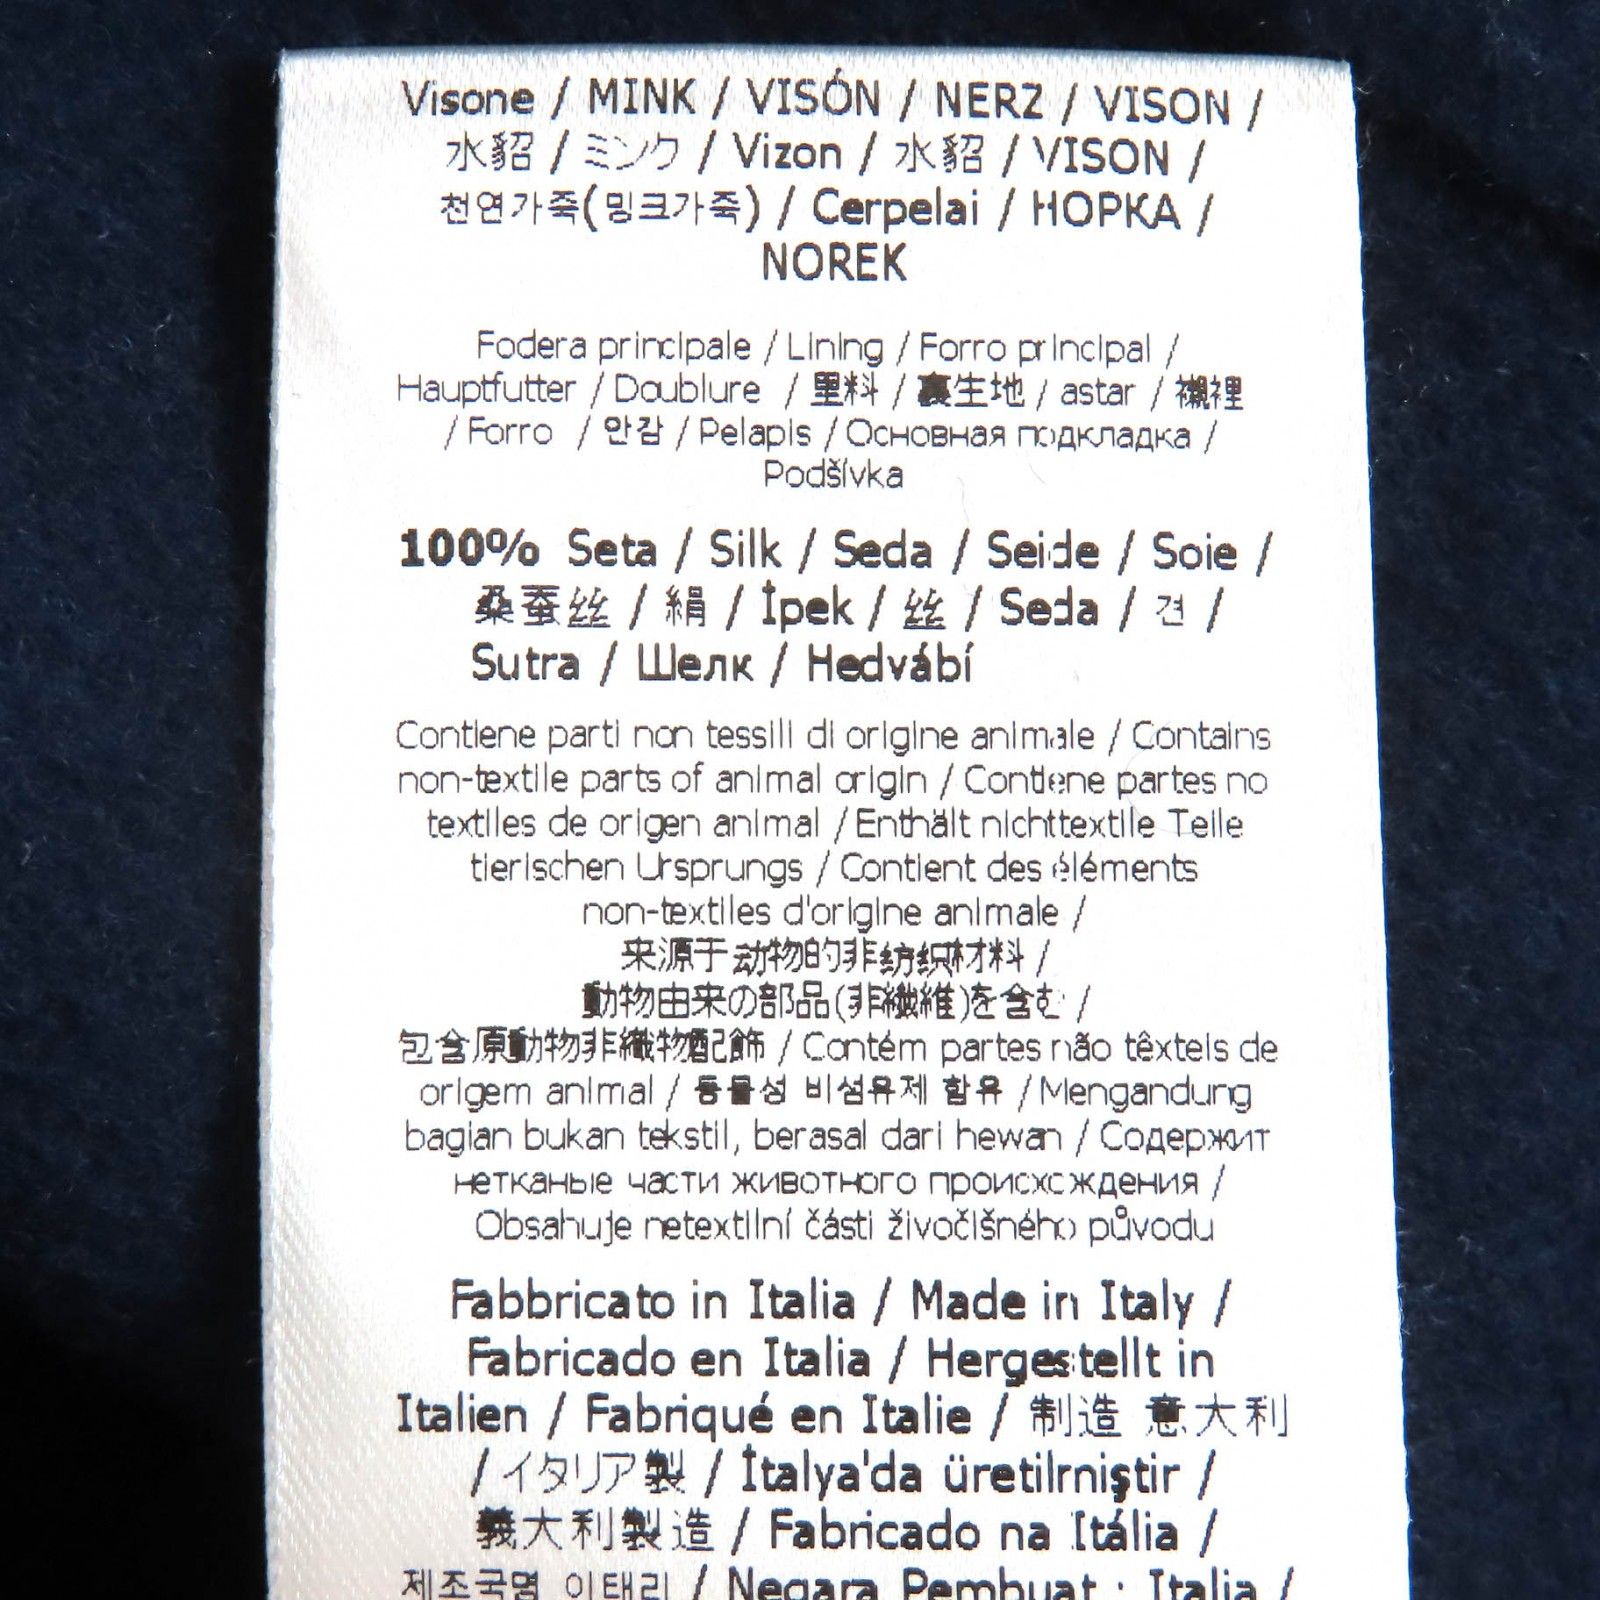 Visone / MINK / VISÓN / NERZ / VISON /
水貂 / ミンク / Vizon / 水貂 / VISON /
천연가죽(밍크가죽) / Cerpelai / НОРКА /
NOREK
Fodera principale / Lining / Forro principal /
Hauptfutter / Doublure / 里料 / 裏生地 / astar / 襯裡
/ Forro / 안감 / Pelapis / Основная подкладка /
Podšívka
100% Seta / Silk / Seda / Seide / Soie /
桑蚕丝 / 絹 / İpek / 丝 / Seda / 견 /
Sutra / Шелк / Hedvábí
Contiene parti non tessili di origine animale / Contains
non-textile parts of animal origin / Contiene partes no
textiles de origen animal / Enthält nichttextile Teile
tierischen Ursprungs / Contient des éléments
non-textiles d'origine animale /
来源于动物的非纺织材料 /
動物由来の部品(非繊維)を含む /
包含原動物非織物配飾 / Contém partes não têxteis de
origem animal / 동물성 비섬유제 함유 / Mengandung
bagian bukan tekstil, berasal dari hewan / Содержит
нетканые части животного происхождения /
Obsahuje netextilní části živočišného původu
Fabbricato in Italia / Made in Italy /
Fabricado en Italia / Hergestellt in
Italien / Fabriqué en Italie / 制造 意大利
/ イタリア製 / İtalya'da üretilmiştir /
義大利製造 / Fabricado na Itália /
제조국명 이태리 / Negara Pembuat : Italia /